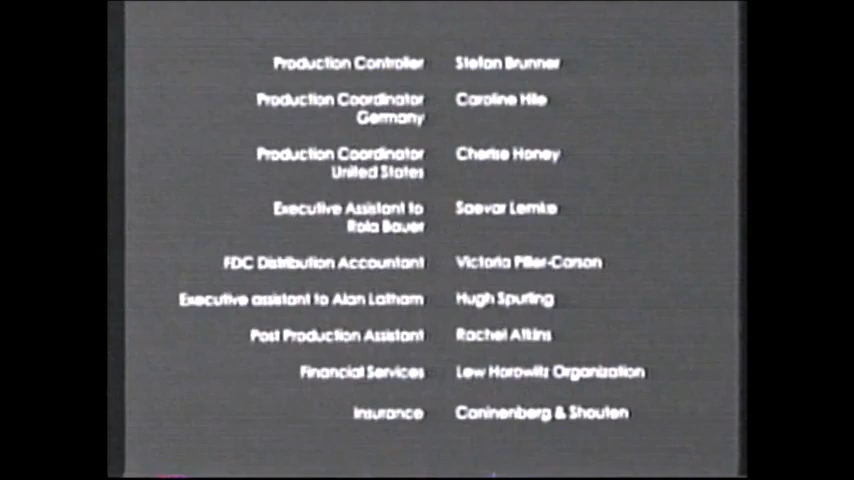 Production Controller Stefan Brunner
Production Coordinator Caroline Hile
Germany
Production Coordinator Cherise Honey
United States
Executive Assistant to Saevar Lemke
Rola Bauer
FDC Distribution Accountant Victoria Piller-Carson
Executive assistant to Alan Latham Hugh Spurling
Post Production Assistant Rachel Atkins
Financial Services Lew Horowitz Organization
Insurance Caninenberg & Shouten